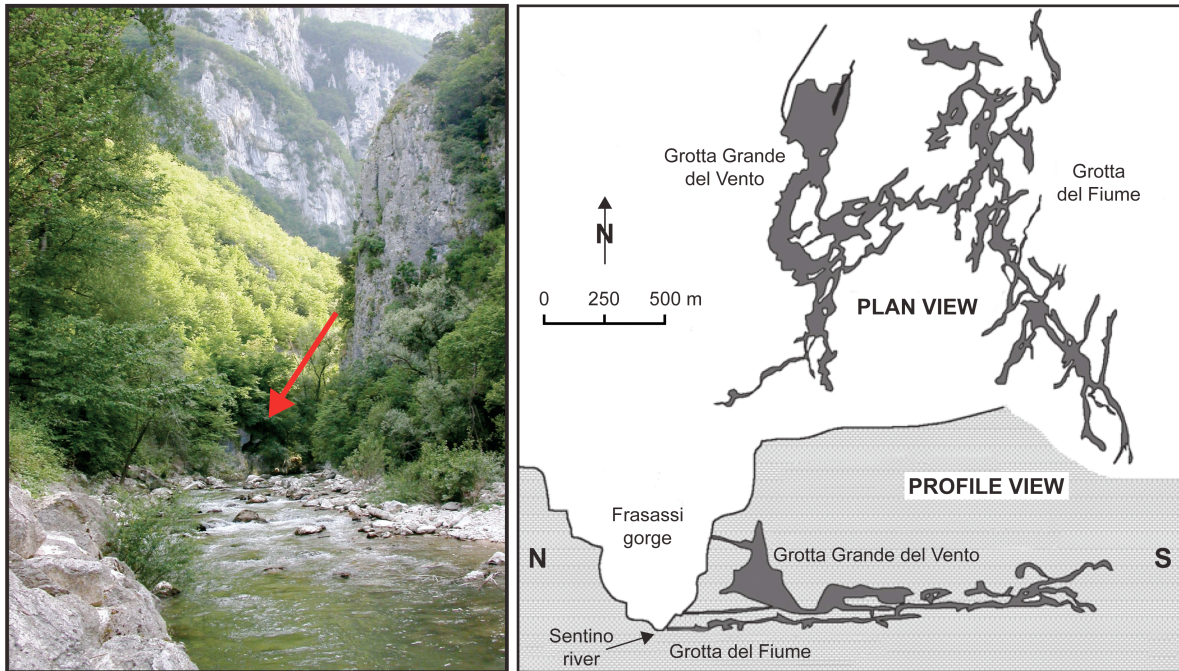 Grotta Grande
del Vento
Grotta
del Fiume
N
0 250 500 m
PLAN VIEW
PROFILE VIEW
Frasassi
gorge
Grotta Grande del Vento
N
S
Sentino
river
Grotta del Fiume